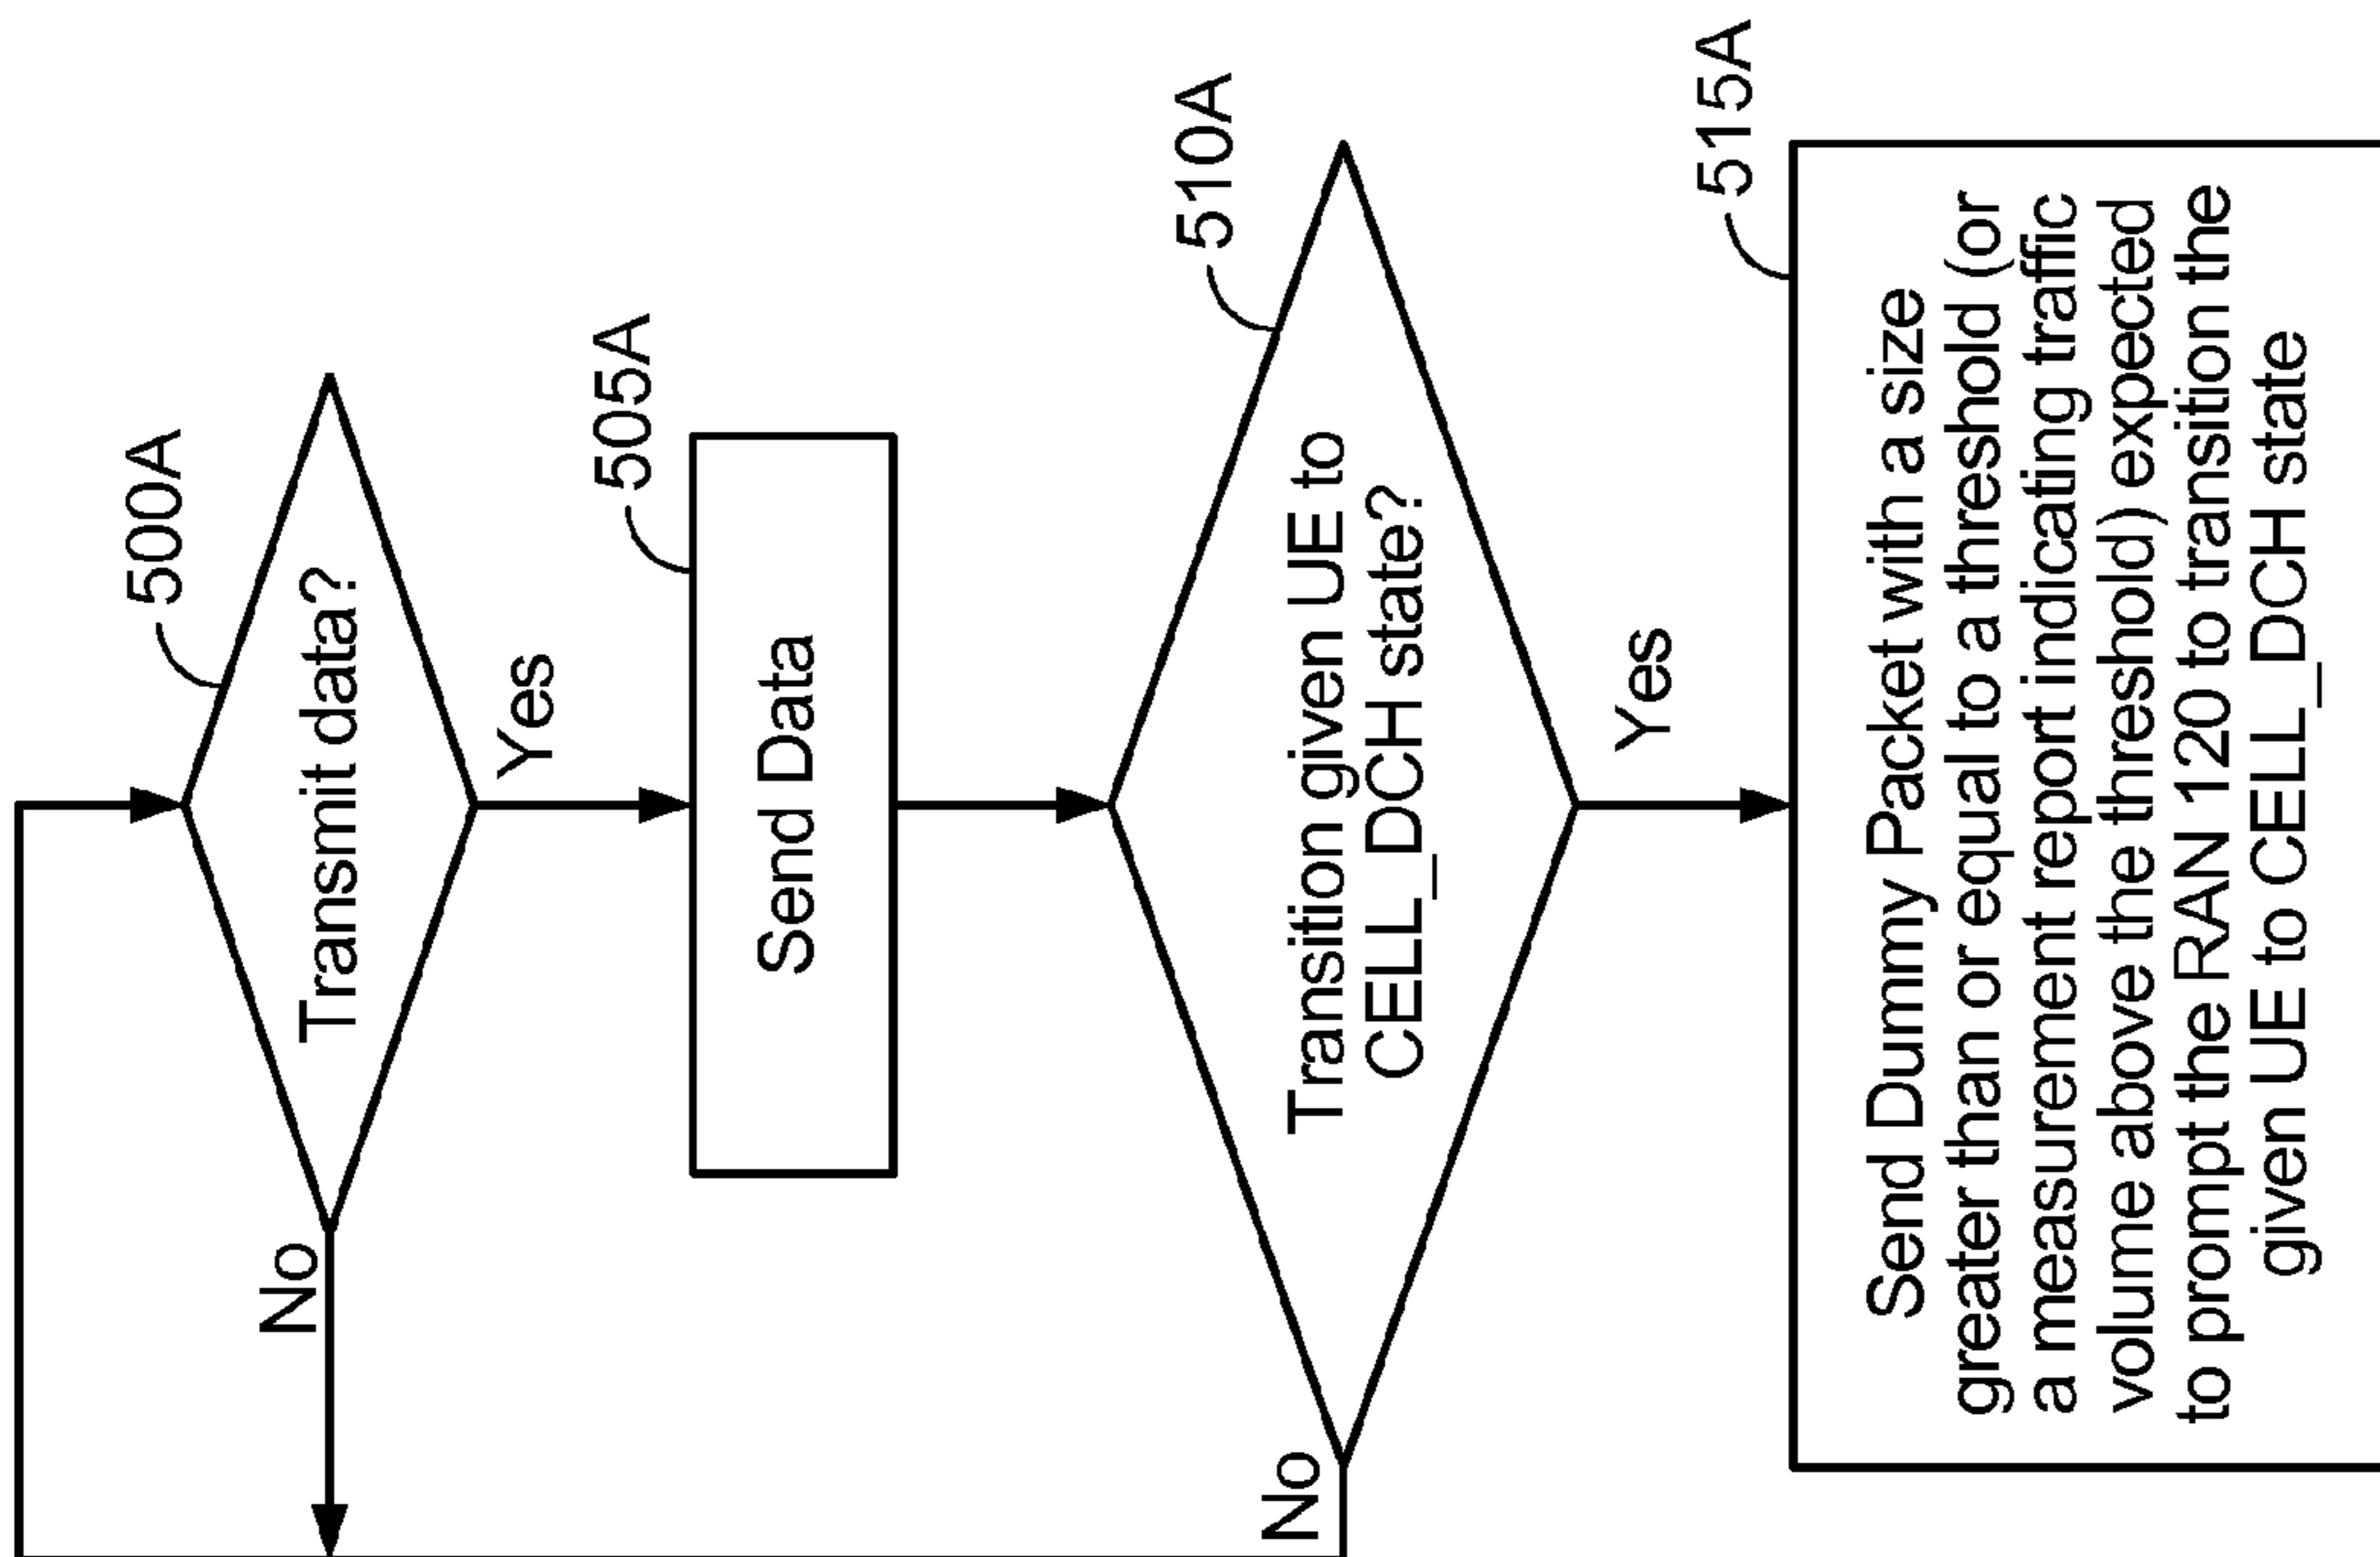 500A
Transmit data?
No
Yes
505A
Send Data
510A
Transition given UE to
CELL_DCH state?
No
Yes
515A
Send Dummy Packet with a size
greater than or equal to a threshold (or
a measurement report indicating traffic
volume above the threshold) expected
to prompt the RAN 120 to transition the
given UE to CELL_DCH state